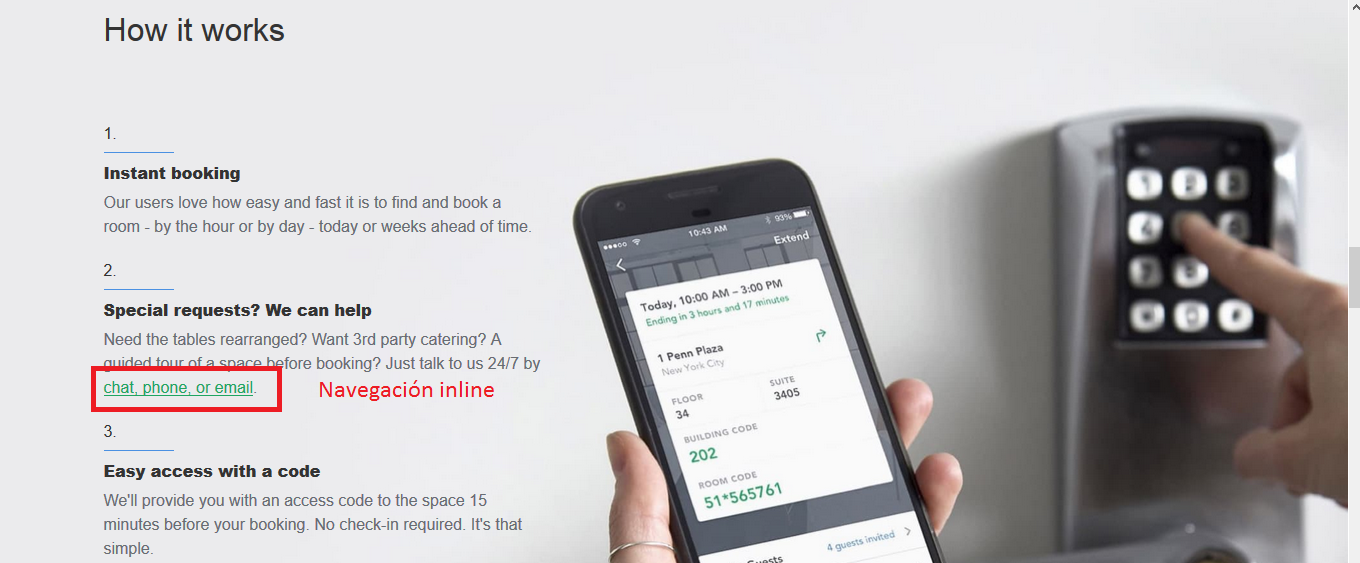 How it works
1.
Instant booking
Our users love how easy and fast it is to find and book a
room - by the hour or by day - today or weeks ahead of time.
2.
Special requests? We can help
Need the tables rearranged? Want 3rd party catering? A
guided tour of a space before booking? Just talk to us 24/7 by
chat, phone, or email.
Navegación inline
3.
Easy access with a code
We'll provide you with an access code to the space 15
minutes before your booking. No check-in required. It's that
simple.
10:43 AM
93%
Extend
Today, 10:00 AM – 3:00 PM
Ending in 3 hours and 17 minutes
1 Penn Plaza
New York City
FLOOR
34
SUITE
3405
BUILDING CODE
202
ROOM CODE
51*565761
Guests
4 guests invited
1 2 3
4
7 8
0 #